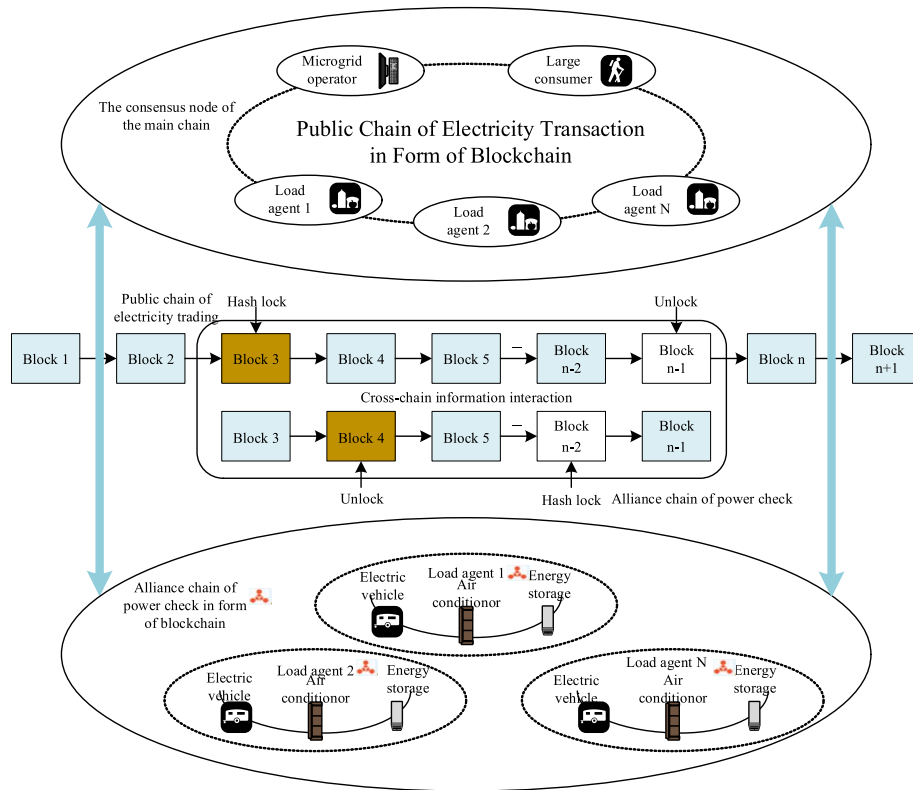 Microgrid
operator
Large
consumer
The consensus node of
the main chain
Public Chain of Electricity Transaction
in Form of Blockchain
Load
agent 1
Load
agent 2
Load
agent N
Public chain of
electricity trading
Hash lock
Unlock
Block 1
Block 2
Block 3
Block 4
Block 5
Block
n-2
Block
n-1
Block n
Block
n+1
Cross-chain information interaction
Block 3
Block 4
Block 5
Block
n-2
Block
n-1
Unlock
Hash lock
Alliance chain of power check
Alliance chain of
power check in form
of blockchain
Load agent 1
Electric
vehicle
Air
conditionor
Energy
storage
Load agent 2
Electric
vehicle
Air
conditionor
Energy
storage
Load agent N
Electric
vehicle
Air
conditionor
Energy
storage